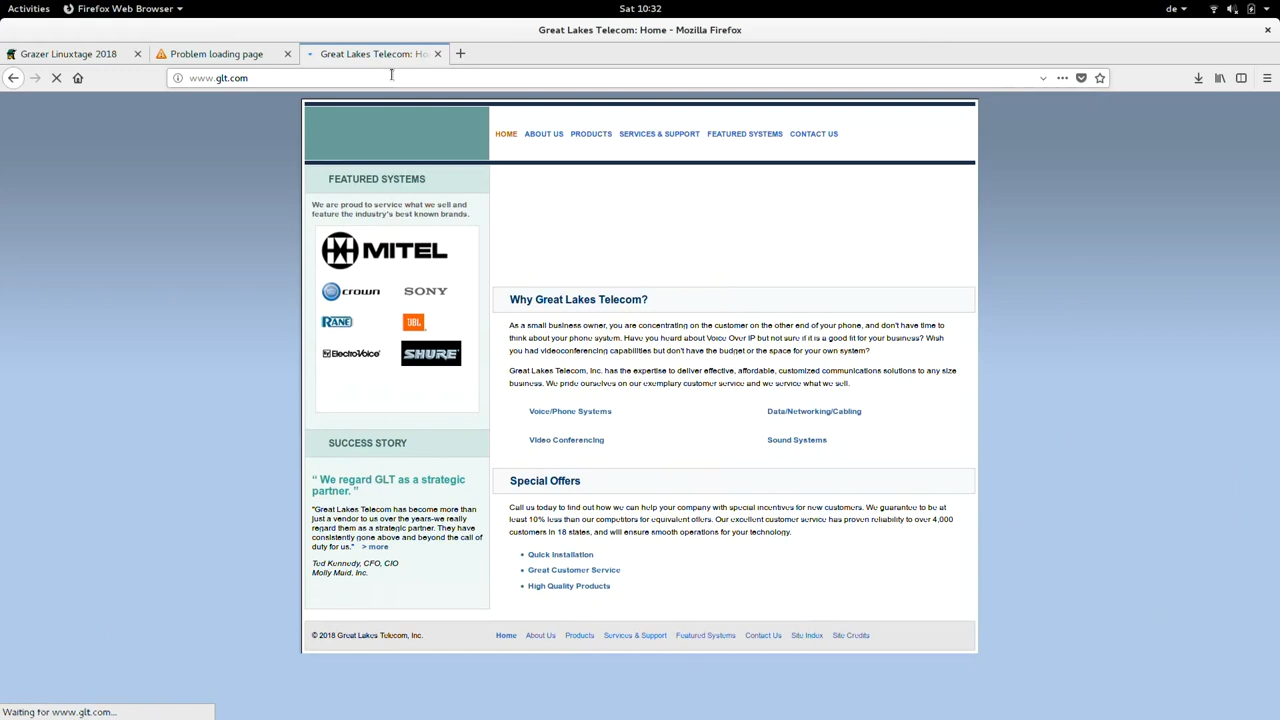 Activities Firefox Web Browser Sat 10:32 de
Great Lakes Telecom: Home - Mozilla Firefox
Grazer Linuxtage 2018 Problem loading page Great Lakes Telecom: Ho
www.glt.com
HOME ABOUT US PRODUCTS SERVICES & SUPPORT FEATURED SYSTEMS CONTACT US
FEATURED SYSTEMS
We are proud to service what we sell and
feature the industry's best known brands.
MITEL
crown SONY
RANE JBL
ElectroVoice SHURE
Why Great Lakes Telecom?
As a small business owner, you are concentrating on the customer on the other end of your phone, and don't have time to
think about your phone system. Have you heard about Voice Over IP but not sure if it is a good fit for your business? Wish
you had videoconferencing capabilities but don't have the budget or the space for your own system?
Great Lakes Telecom, Inc. has the expertise to deliver effective, affordable, customized communications solutions to any size
business. We pride ourselves on our exemplary customer service and we service what we sell.
Voice/Phone Systems Data/Networking/Cabling
Video Conferencing Sound Systems
SUCCESS STORY
“ We regard GLT as a strategic
partner. ”
"Great Lakes Telecom has become more than
just a vendor to us over the years-we really
regard them as a strategic partner. They have
consistently gone above and beyond the call of
duty for us." > more
Ted Kennedy, CFO, CIO
Molly Maid, Inc.
Special Offers
Call us today to find out how we can help your company with special incentives for new customers. We guarantee to be at
least 10% less than our competitors for equivalent offers. Our excellent customer service has proven reliability to over 4,000
customers in 18 states, and will ensure smooth operations for your technology.
Quick Installation
Great Customer Service
High Quality Products
© 2018 Great Lakes Telecom, Inc. Home About Us Products Services & Support Featured Systems Contact Us Site Index Site Credits
Waiting for www.glt.com...